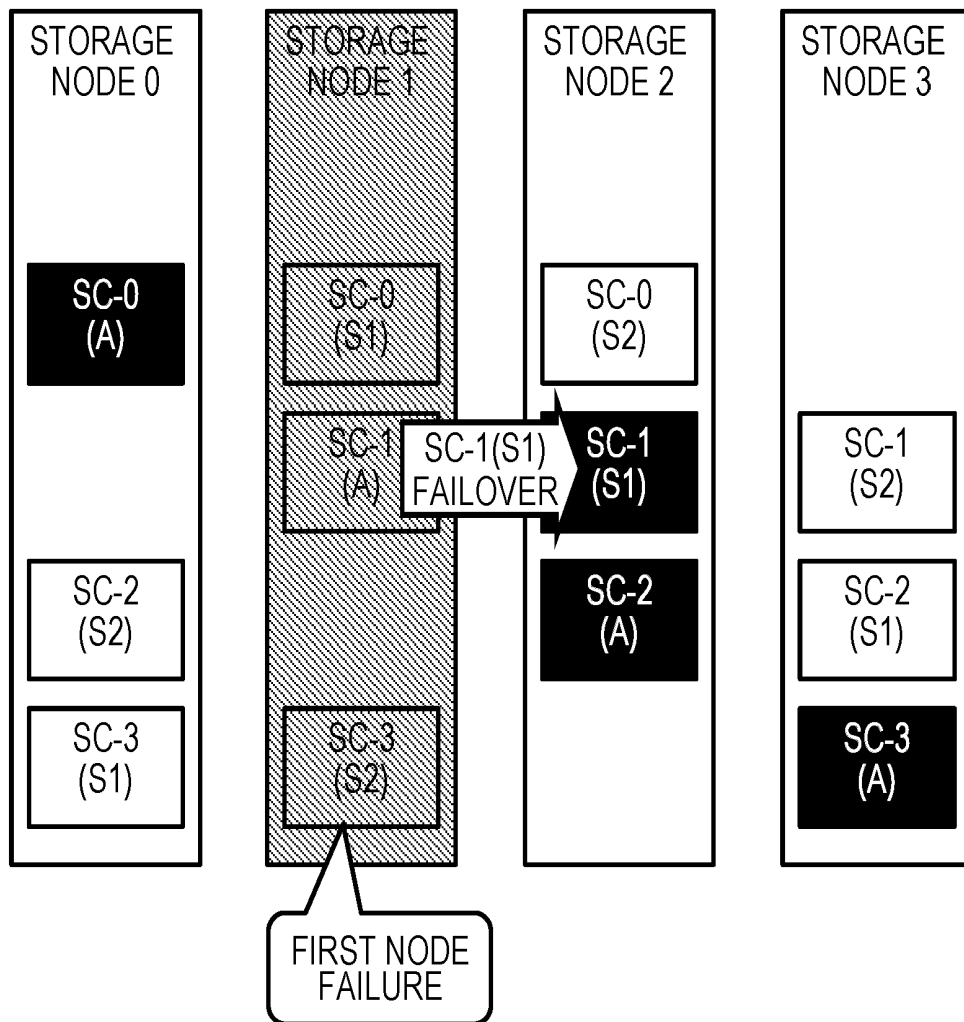 STORAGE
NODE 0
STORAGE
NODE 1
STORAGE
NODE 2
STORAGE
NODE 3
SC-0
(A)
SC-0
(S1)
SC-0
(S2)
SC-1
(A)
SC-1(S1)
FAILOVER
SC-1
(S1)
SC-1
(S2)
SC-2
(S2)
SC-2
(A)
SC-2
(S1)
SC-3
(S1)
SC-3
(S2)
SC-3
(A)
FIRST NODE
FAILURE